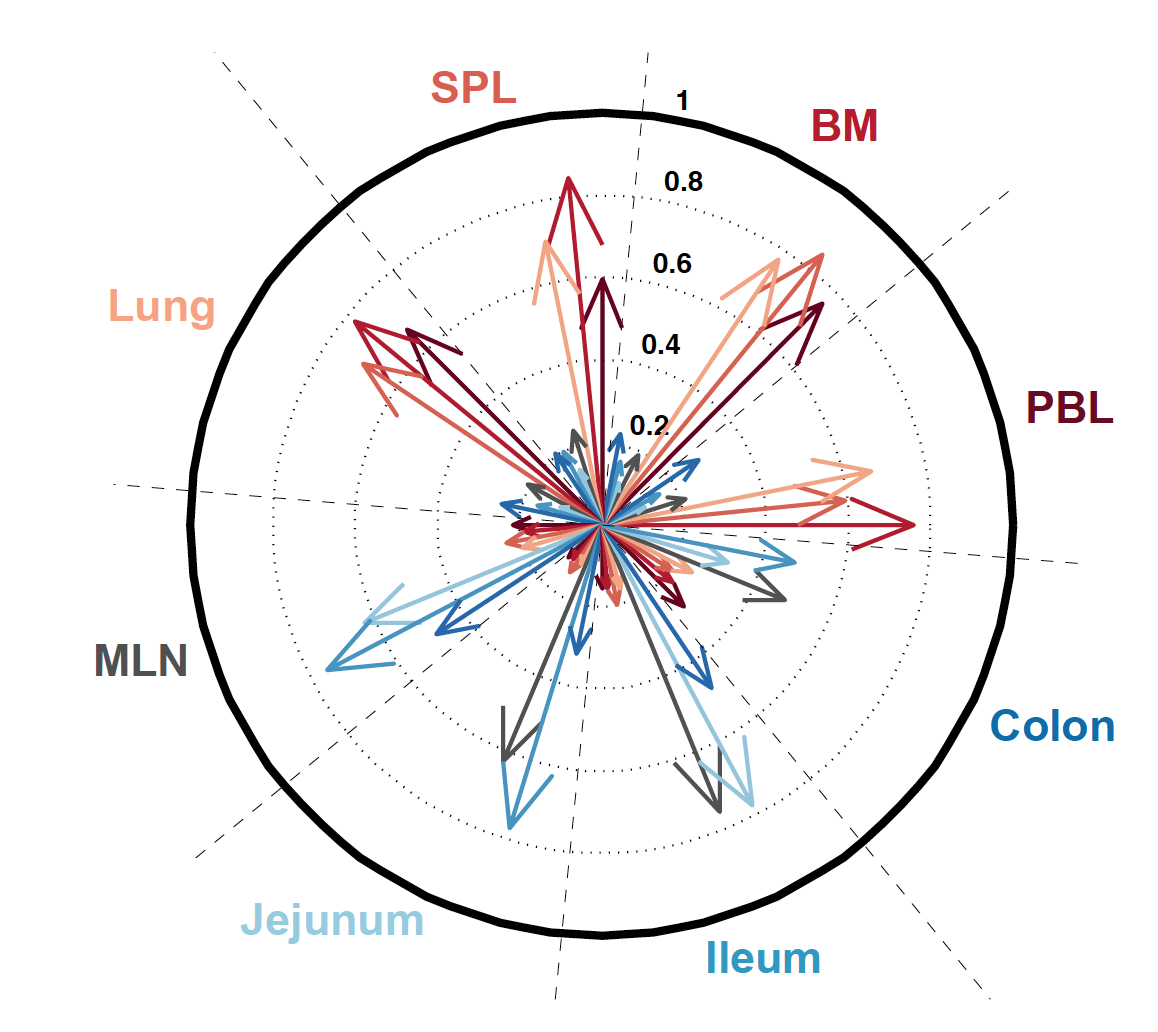 SPL
1
BM
0.8
0.6
Lung
0.4
PBL
0.2
MLN
Colon
Jejunum
Ileum